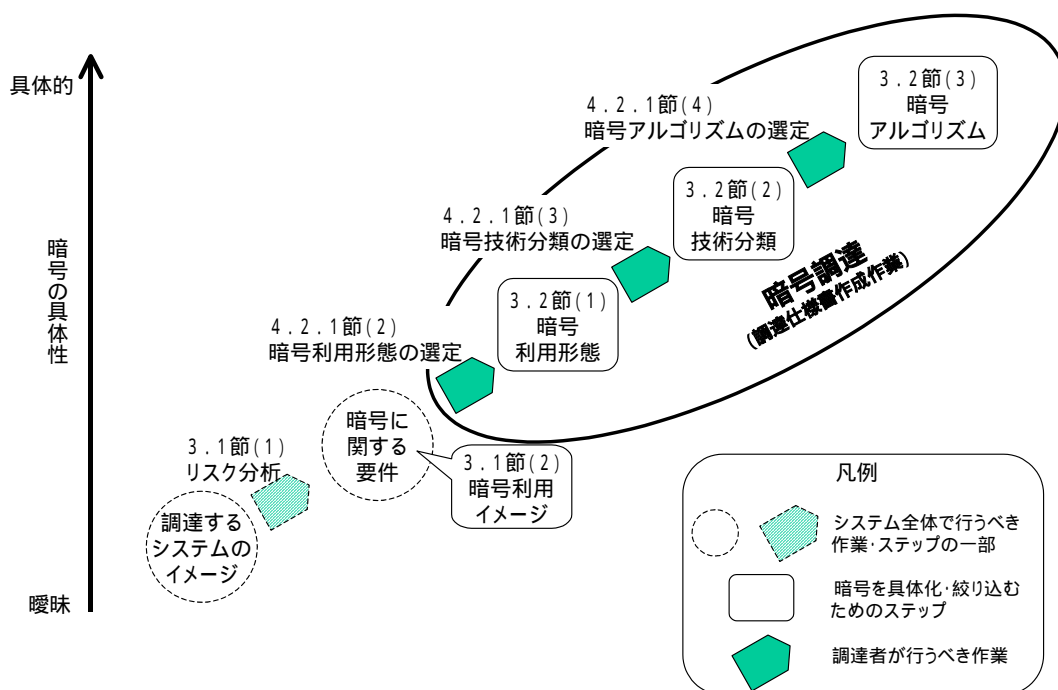 具体的
暗号の具体性
曖昧
3.2節(3)
暗号
アルゴリズム
4.2.1節(4)
暗号アルゴリズムの選定
3.2節(2)
暗号
技術分類
4.2.1節(3)
暗号技術分類の選定
暗号調達
(調達仕様書作成作業)
3.2節(1)
暗号
利用形態
4.2.1節(2)
暗号利用形態の選定
暗号に
関する
要件
3.1節(2)
暗号利用
イメージ
3.1節(1)
リスク分析
調達する
システムの
イメージ
凡例
システム全体で行うべき
作業・ステップの一部
暗号を具体化・絞り込む
ためのステップ
調達者が行うべき作業